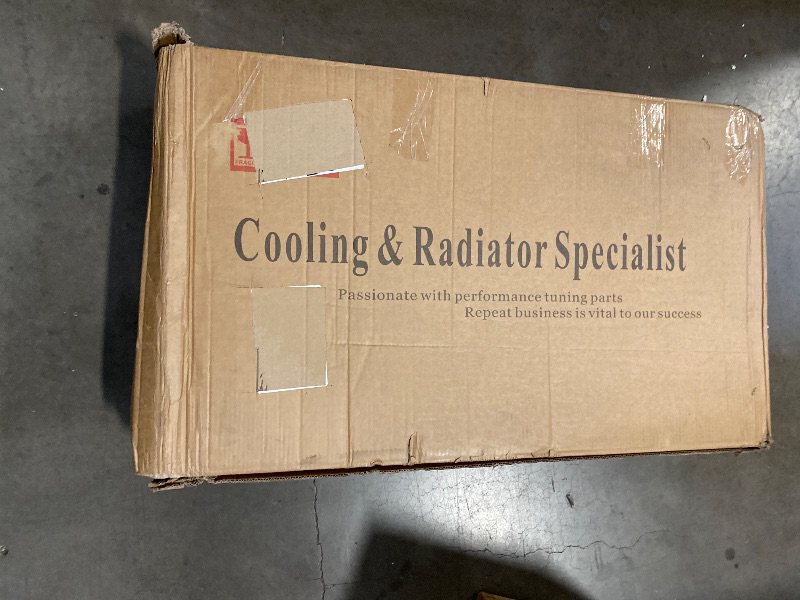 Cooling & Radiator Specialist
Passionate with performance tuning parts
Repeat business is vital to our success